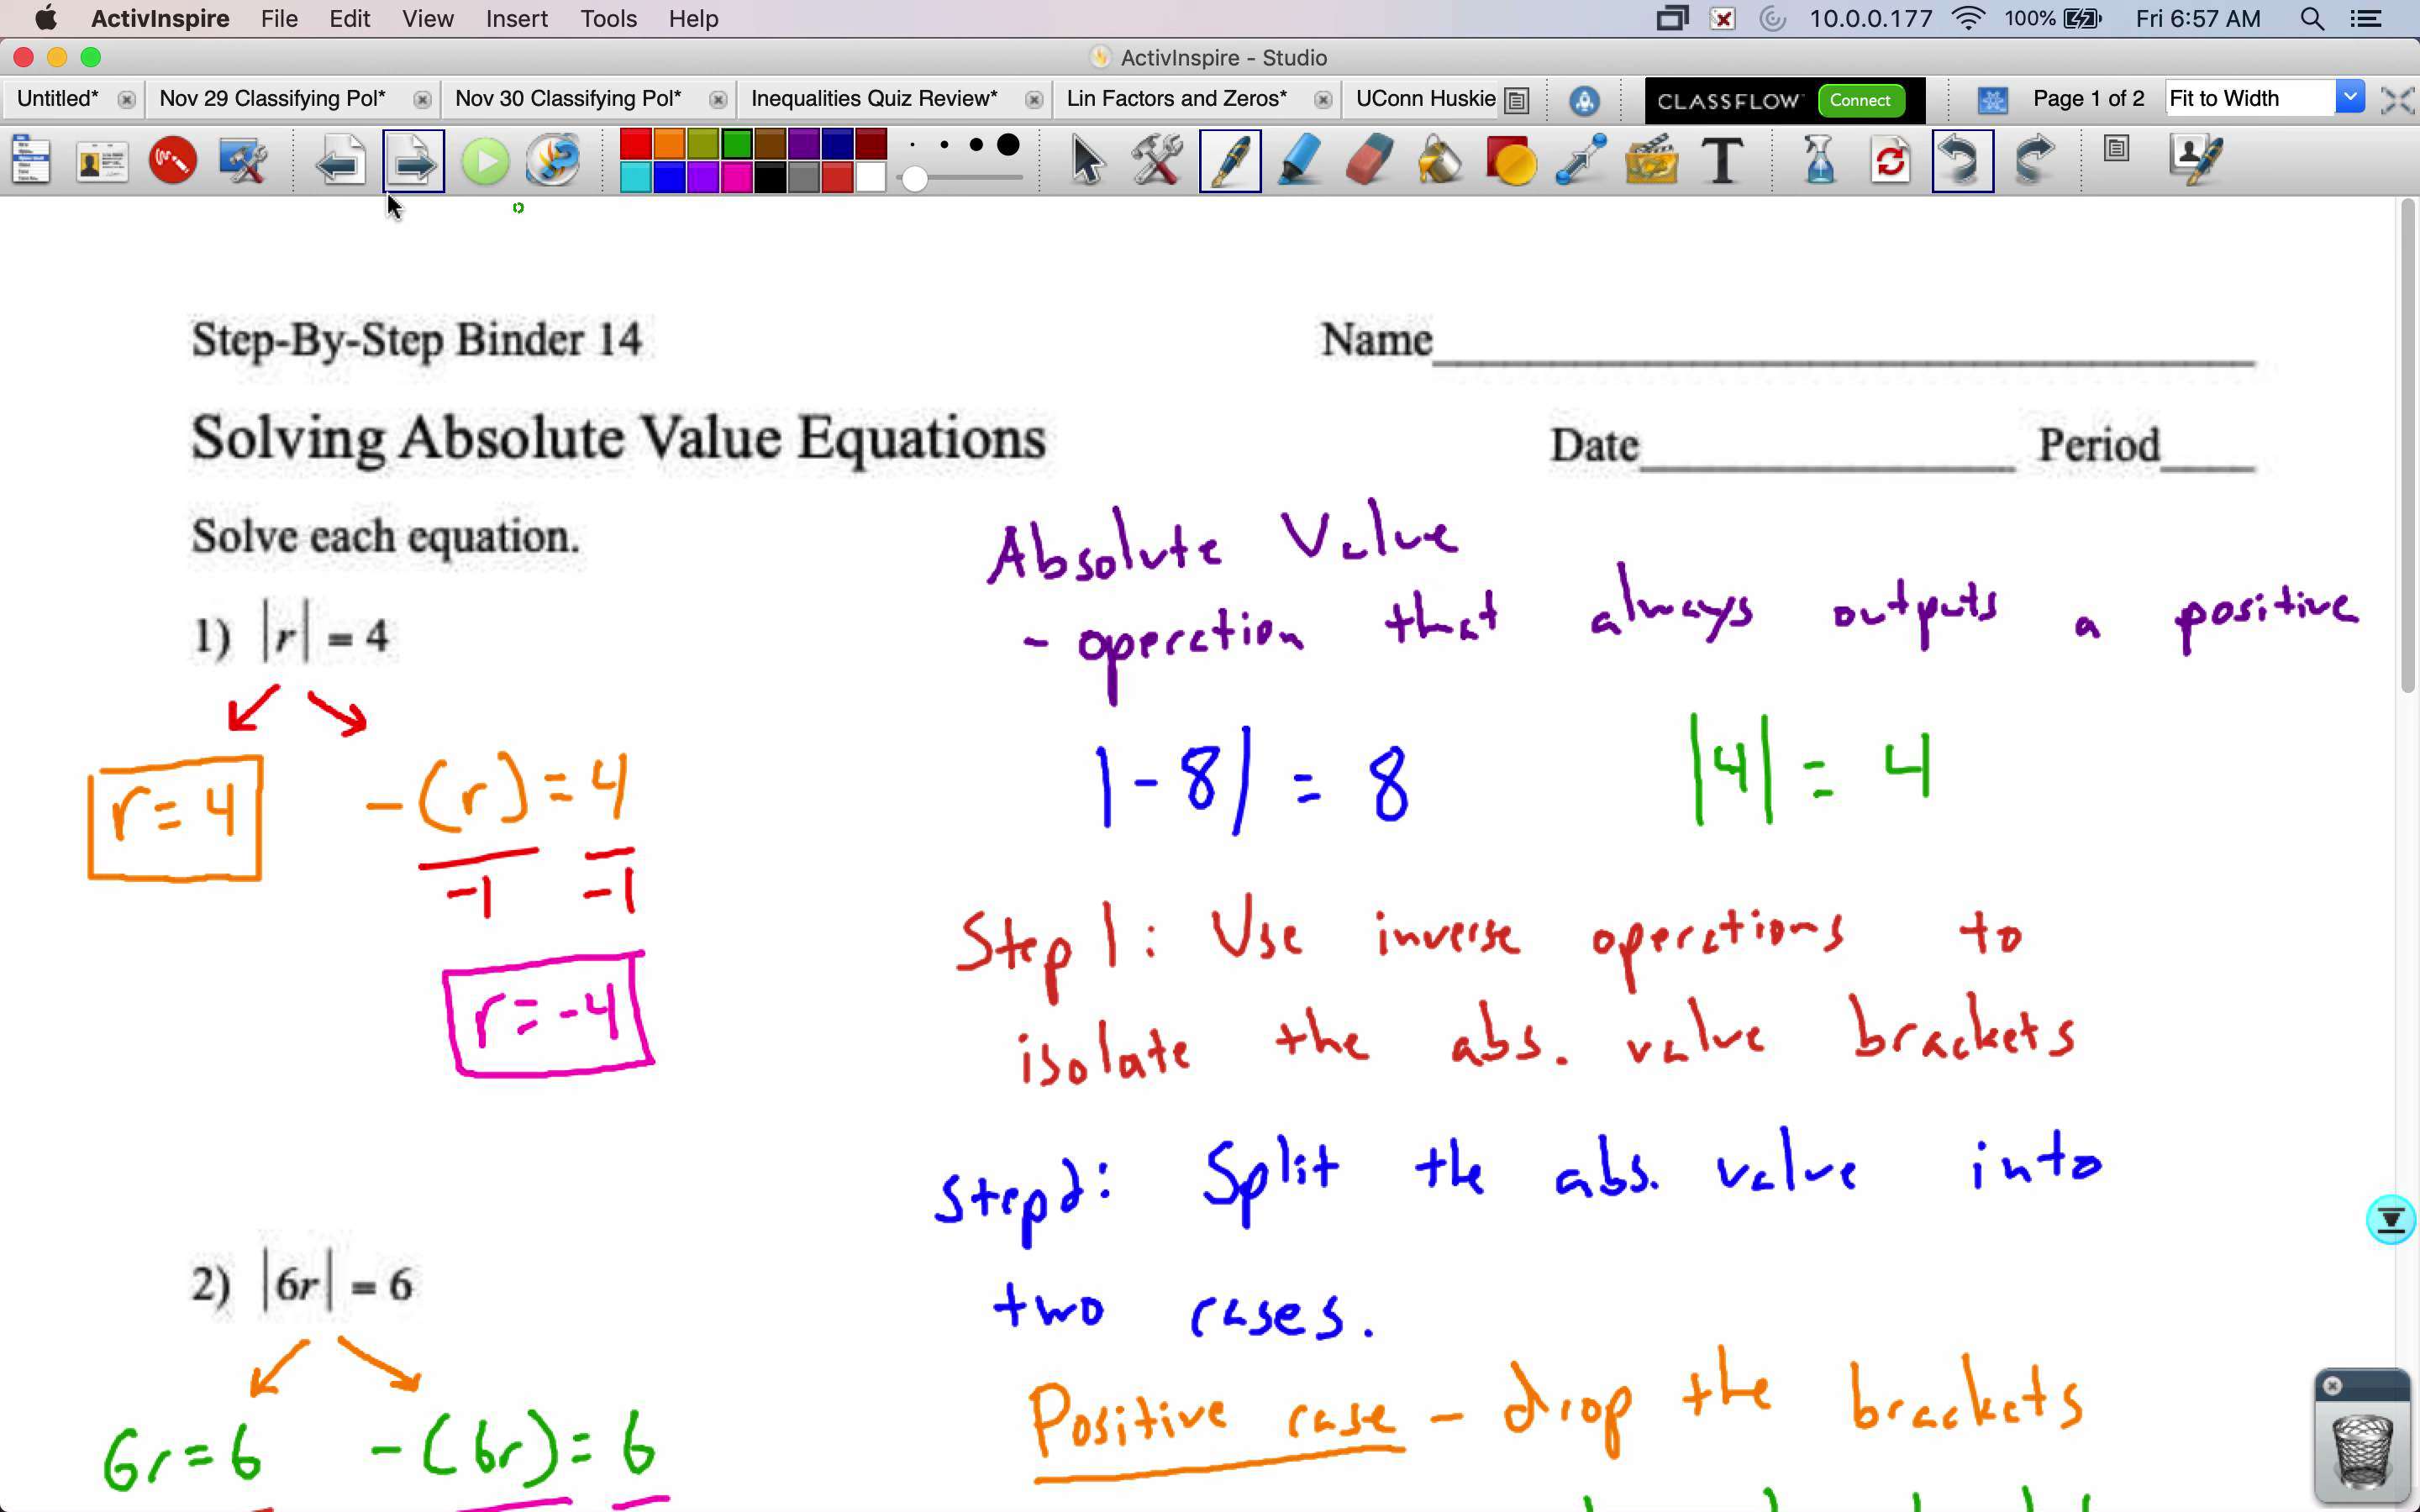 ActivInspire File Edit View Insert Tools Help 10.0.0.177 100% Fri 6:57 AM
ActivInspire - Studio
Untitled* Nov 29 Classifying Pol* Nov 30 Classifying Pol* Inequalities Quiz Review* Lin Factors and Zeros* UConn Huskie CLASSFLOW Connect Page 1 of 2 Fit to Width
T
Step-By-Step Binder 14 Name
Solving Absolute Value Equations Date Period
Solve each equation.
Absolute Value
- operation that always outputs a positive
1) |r| = 4
|-8| = 8 |4| = 4
r = 4 -(r) = 4
-1 -1
r = -4
Step 1: Use inverse operations to
isolate the abs. value brackets
Step 2: Split the abs. value into
two cases.
2) |6r| = 6
Positive case - drop the brackets
6r = 6 -(6r) = 6